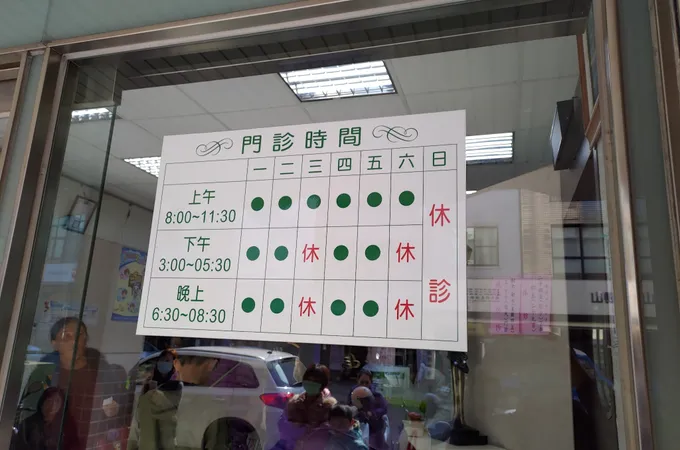 門診時間
一 二 三 四 五 六 日
上午 8:00~11:30 ● ● ● ● ● ● 休診
下午 3:00~05:30 ● ● 休 ● ● 休
晚上 6:30~08:30 ● ● 休 ● ● 休